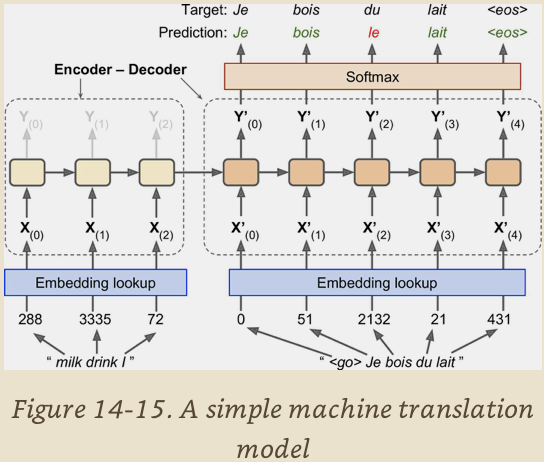 Target: Je bois du lait <eos>
Prediction: Je bois le lait <eos>
Encoder – Decoder
Softmax
Y(0) Y(1) Y(2) Y'(0) Y'(1) Y'(2) Y'(3) Y'(4)
X(0) X(1) X(2) X'(0) X'(1) X'(2) X'(3) X'(4)
Embedding lookup Embedding lookup
288 3335 72 0 51 2132 21 431
“ milk drink I ” “ <go> Je bois du lait ”
Figure 14-15. A simple machine translation
model